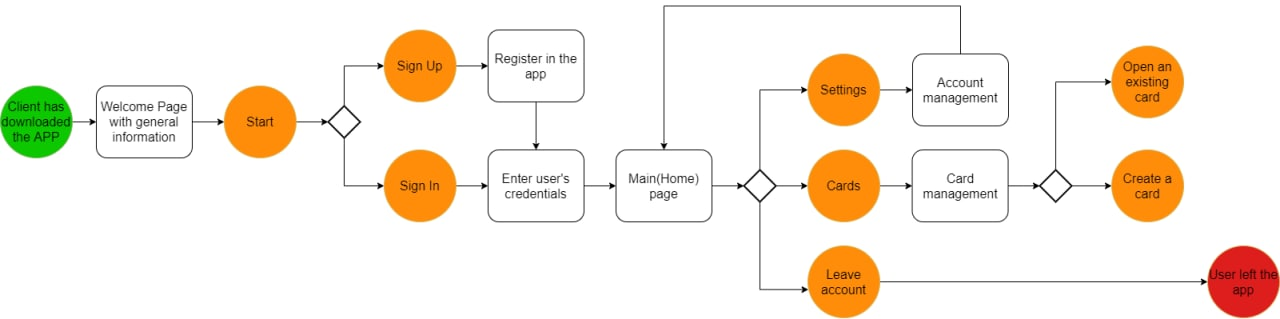 Client has
downloaded
the APP
Welcome Page
with general
information
Start
Sign Up
Register in the
app
Sign In
Enter user's
credentials
Main(Home)
page
Settings
Account
management
Cards
Card
management
Open an
existing
card
Create a
card
Leave
account
User left the
app